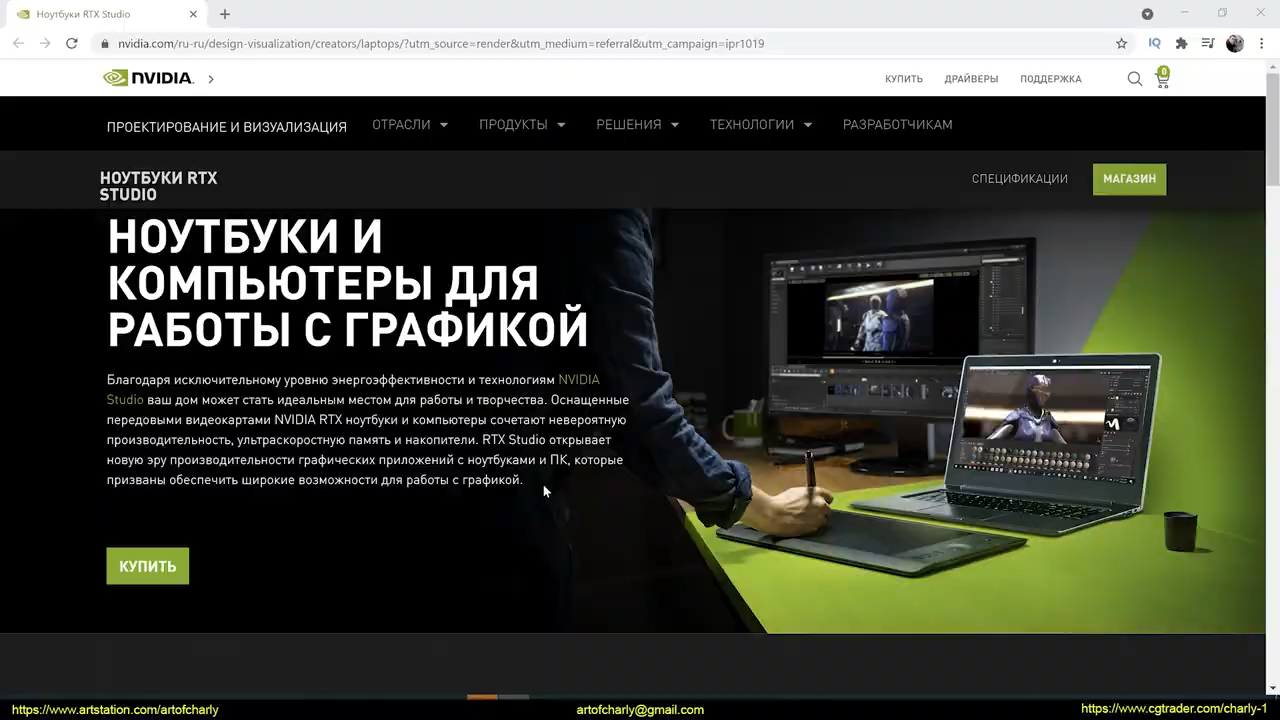 Ноутбуки RTX Studio
nvidia.com/ru-ru/design-visualization/creators/laptops/?utm_source=render&utm_medium=referral&utm_campaign=ipr1019
IQ
NVIDIA.
КУПИТЬ ДРАЙВЕРЫ ПОДДЕРЖКА
0
ПРОЕКТИРОВАНИЕ И ВИЗУАЛИЗАЦИЯ ОТРАСЛИ ПРОДУКТЫ РЕШЕНИЯ ТЕХНОЛОГИИ РАЗРАБОТЧИКАМ
НОУТБУКИ RTX
STUDIO
СПЕЦИФИКАЦИИ МАГАЗИН
НОУТБУКИ И
КОМПЬЮТЕРЫ ДЛЯ
РАБОТЫ С ГРАФИКОЙ
Благодаря исключительному уровню энергоэффективности и технологиям NVIDIA
Studio ваш дом может стать идеальным местом для работы и творчества. Оснащенные
передовыми видеокартами NVIDIA RTX ноутбуки и компьютеры сочетают невероятную
производительность, ультраскоростную память и накопители. RTX Studio открывает
новую эру производительности графических приложений с ноутбуками и ПК, которые
призваны обеспечить широкие возможности для работы с графикой.
КУПИТЬ
https://www.artstation.com/artofcharly artofcharly@gmail.com https://www.cgtrader.com/charly-1